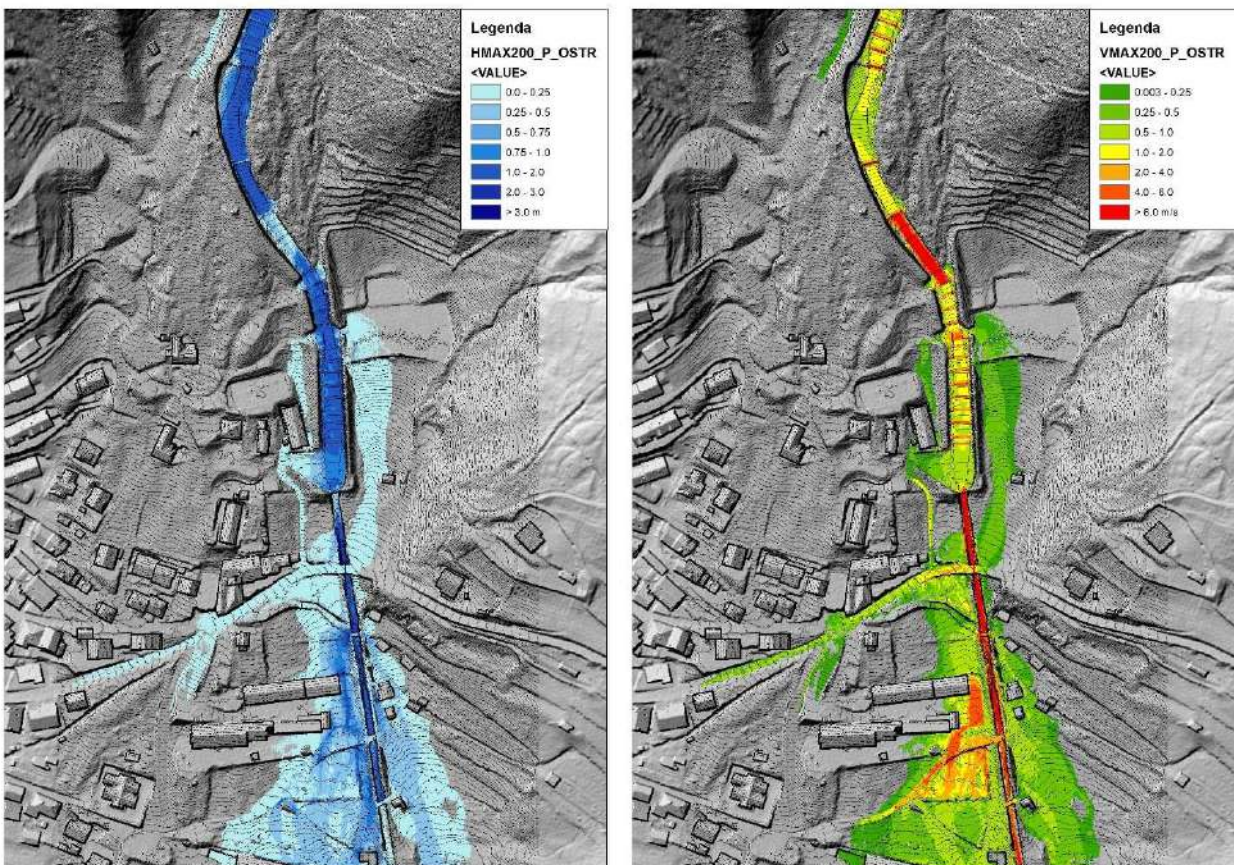 Legenda
HMAX200_P_OSTR
<VALUE>
0.0 - 0.25
0.25 - 0.5
0.5 - 0.75
0.75 - 1.0
1.0 - 2.0
2.0 - 3.0
> 3.0 m
Legenda
VMAX200_P_OSTR
<VALUE>
0.003 - 0.25
0.25 - 0.5
0.5 - 1.0
1.0 - 2.0
2.0 - 4.0
4.0 - 6.0
> 6.0 m/s